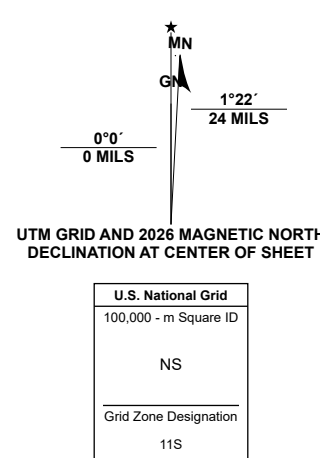 MN
GN
1°22´
24 MILS
0°0´
0 MILS
UTM GRID AND 2026 MAGNETIC NORTH
DECLINATION AT CENTER OF SHEET
U.S. National Grid
100,000 - m Square ID
NS
Grid Zone Designation
11S